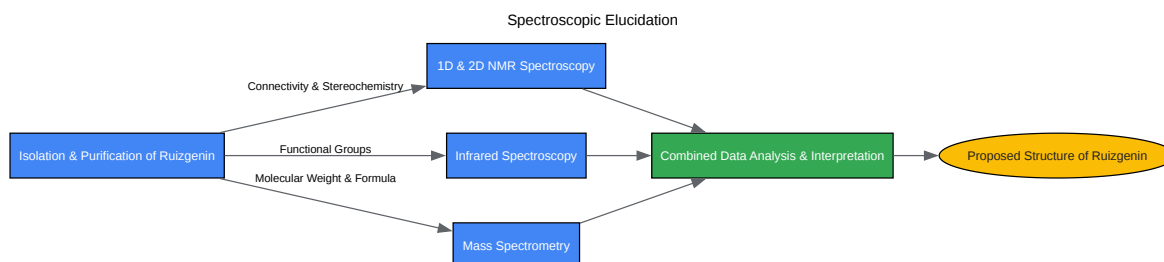 Spectroscopic Elucidation
1D & 2D NMR Spectroscopy
Connectivity & Stereochemistry
Isolation & Purification of Ruizgenin
Functional Groups
Infrared Spectroscopy
Combined Data Analysis & Interpretation
Proposed Structure of Ruizgenin
Molecular Weight & Formula
Mass Spectrometry